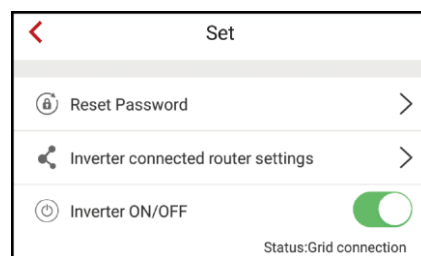 Set
Reset Password
Inverter connected router settings
Inverter ON/OFF
Status:Grid connection